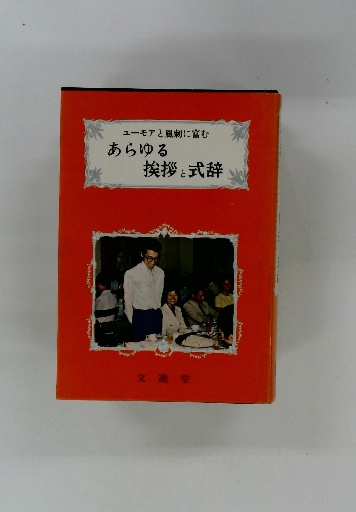 ユーモアと風刺に富む
あらゆる
挨拶と式辞
文進堂